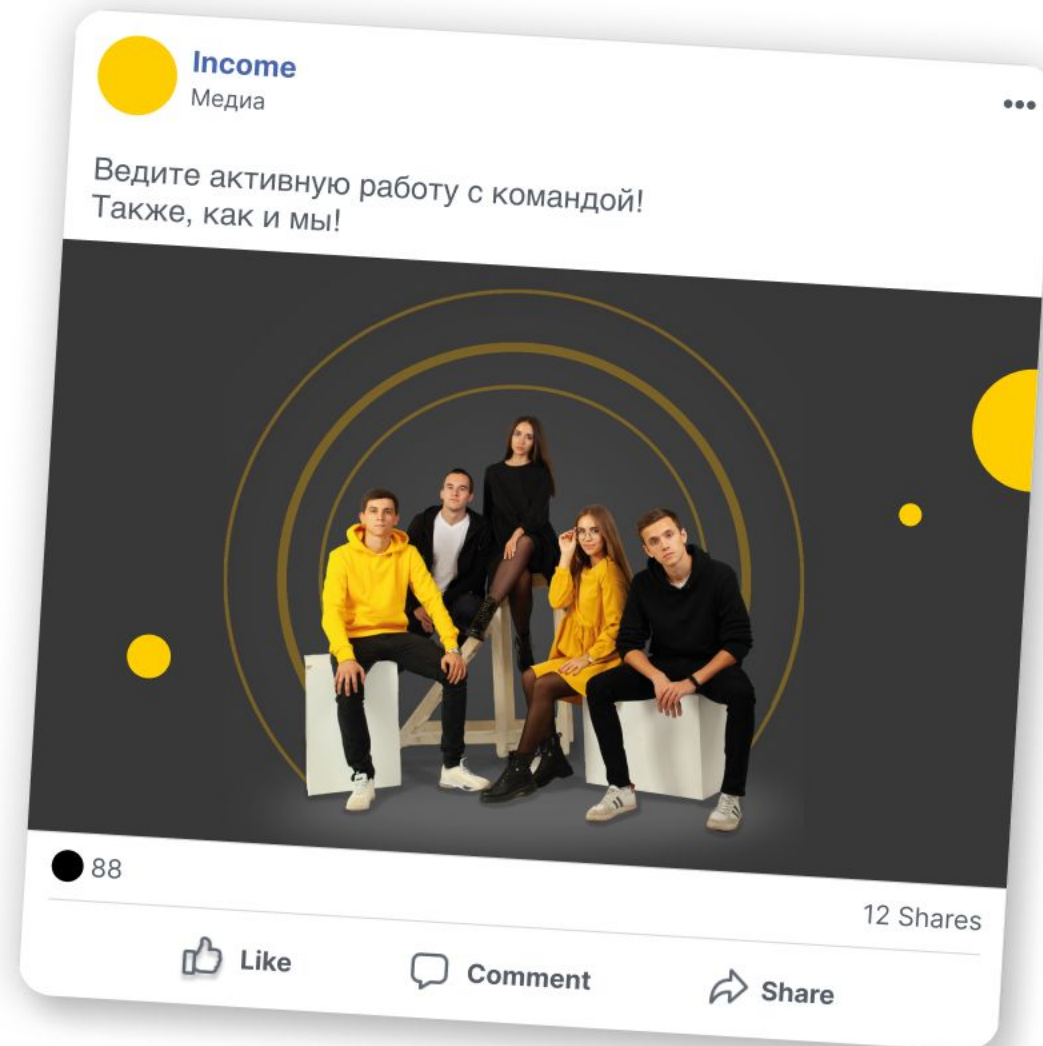 Income
Медиа
Ведите активную работу с командой!
Также, как и мы!
88
12 Shares
Like
Comment
Share